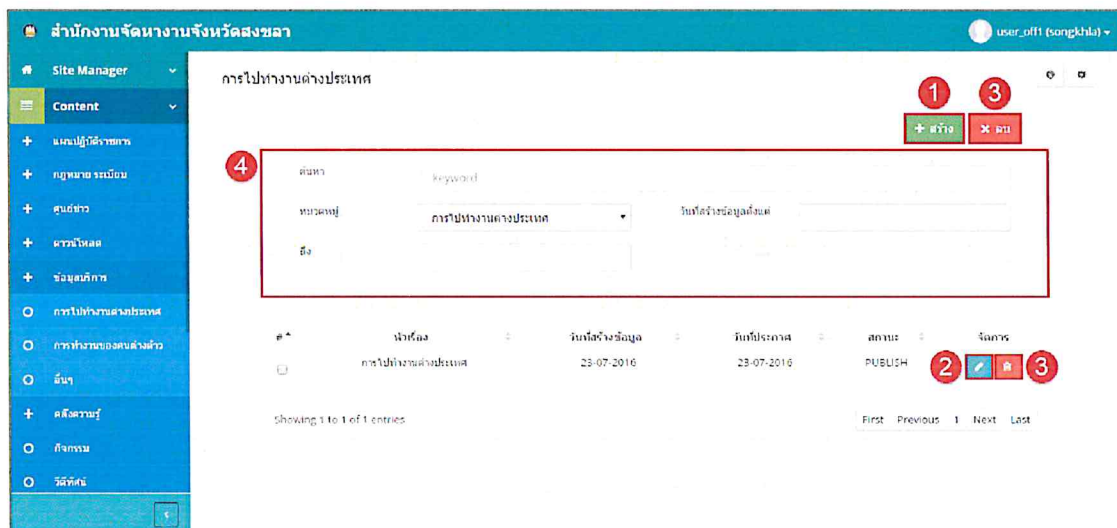 สำนักงานจัดหางานจังหวัดสงขลา
user_off1 (songkhla)
Site Manager
Content
แผนปฏิบัติราชการ
กฎหมาย ระเบียบ
ศูนย์ข่าว
ดาวน์โหลด
ข้อมูลบริการ
การไปทำงานต่างประเทศ
การทำงานของคนต่างด้าว
อื่นๆ
คลังความรู้
กิจกรรม
วีดีทัศน์
การไปทำงานต่างประเทศ
1
3
+ สร้าง
ลบ
4
ค้นหา
keyword
หมวดหมู่
การไปทำงานต่างประเทศ
วันที่สร้างข้อมูลตั้งแต่
ถึง
#
หัวเรื่อง
วันที่สร้างข้อมูล
วันที่ประกาศ
สถานะ
จัดการ
การไปทำงานต่างประเทศ
23-07-2016
23-07-2016
PUBLISH
2
3
Showing 1 to 1 of 1 entries
First Previous 1 Next Last